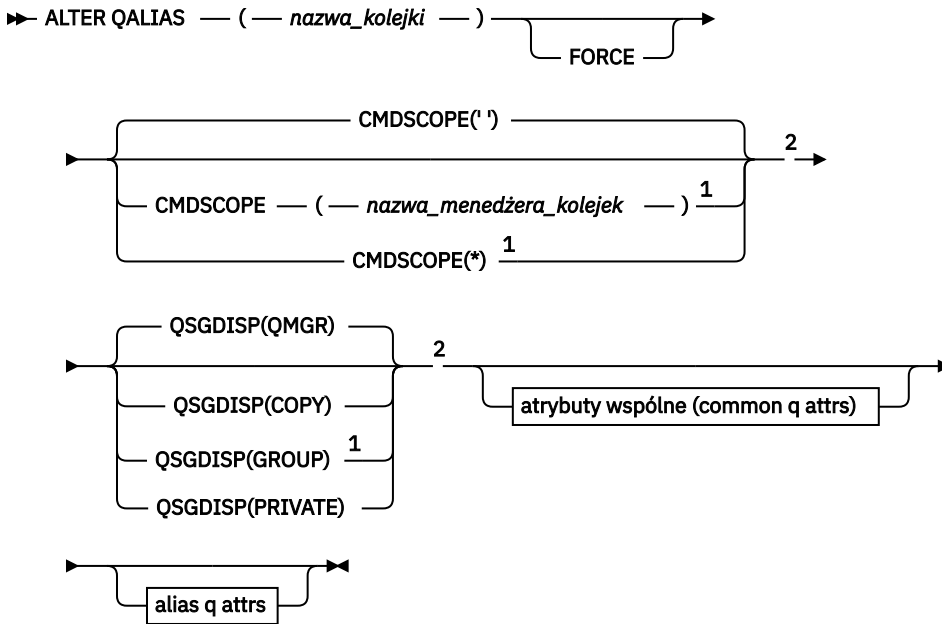 ALTER QALIAS ( nazwa_kolejki )
FORCE
CMDSCOPE(' ')
2
CMDSCOPE ( nazwa_menedżera_kolejek ) 1
CMDSCOPE(*) 1
QSGDISP(QMGR)
2
QSGDISP(COPY)
atrybuty wspólne (common q attrs)
QSGDISP(GROUP) 1
QSGDISP(PRIVATE)
alias q attrs